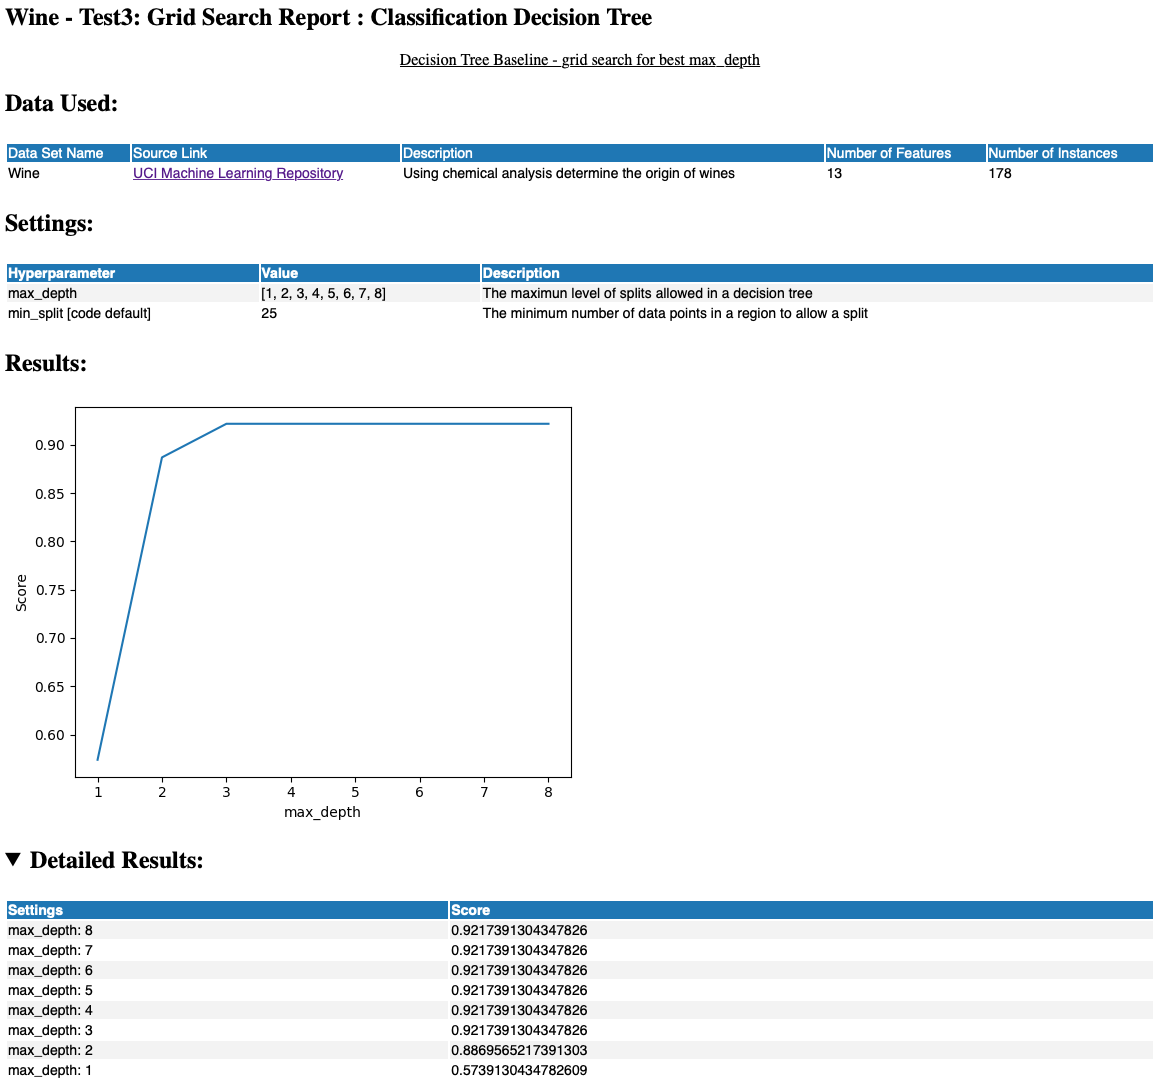 Wine - Test3: Grid Search Report : Classification Decision Tree
Decision Tree Baseline - grid search for best max_depth
Data Used:
Data Set Name Source Link Description Number of Features Number of Instances
Wine UCI Machine Learning Repository Using chemical analysis determine the origin of wines 13 178
Settings:
Hyperparameter Value Description
max_depth [1, 2, 3, 4, 5, 6, 7, 8] The maximun level of splits allowed in a decision tree
min_split [code default] 25 The minimum number of data points in a region to allow a split
Results:
0.90
0.85
0.80
0.75
0.70
0.65
0.60
Score
1 2 3 4 5 6 7 8
max_depth
▼ Detailed Results:
Settings Score
max_depth: 8 0.9217391304347826
max_depth: 7 0.9217391304347826
max_depth: 6 0.9217391304347826
max_depth: 5 0.9217391304347826
max_depth: 4 0.9217391304347826
max_depth: 3 0.9217391304347826
max_depth: 2 0.8869565217391303
max_depth: 1 0.5739130434782609